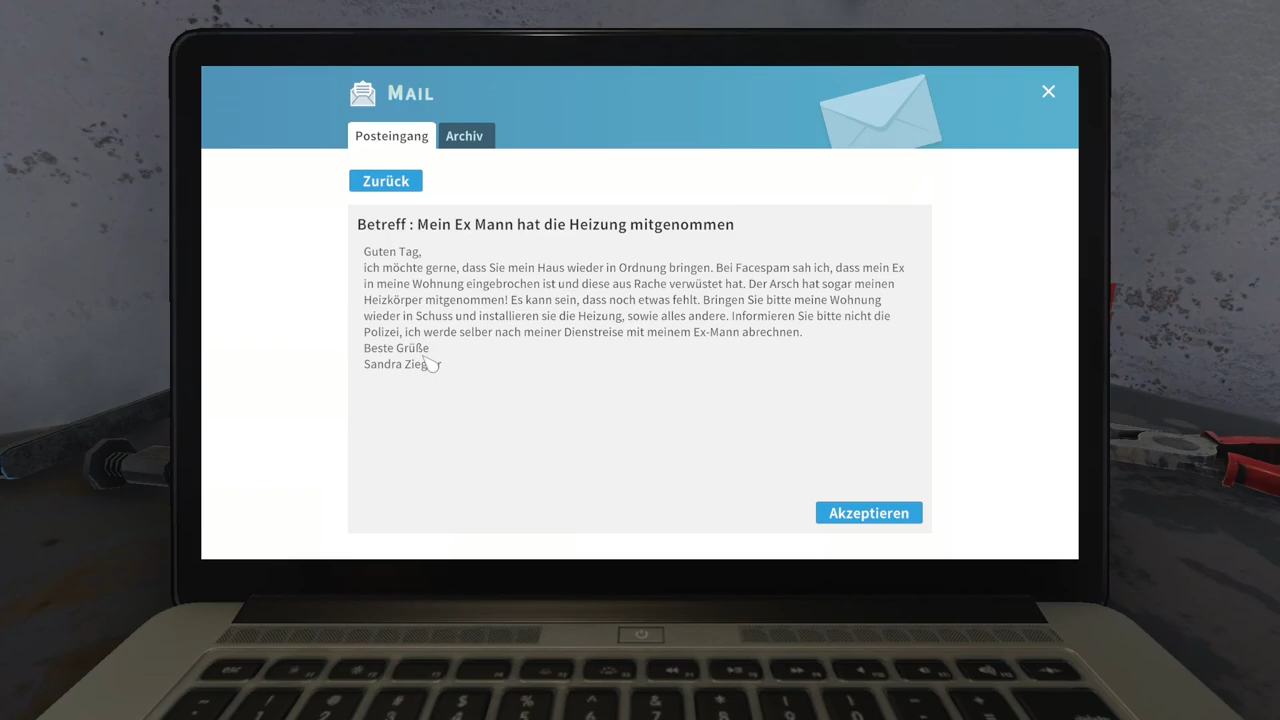 Mail
Posteingang
Archiv
Zurück
Betreff : Mein Ex Mann hat die Heizung mitgenommen
Guten Tag,
ich möchte gerne, dass Sie mein Haus wieder in Ordnung bringen. Bei Facespam sah ich, dass mein Ex
in meine Wohnung eingebrochen ist und diese aus Rache verwüstet hat. Der Arsch hat sogar meinen
Heizkörper mitgenommen! Es kann sein, dass noch etwas fehlt. Bringen Sie bitte meine Wohnung
wieder in Schuss und installieren sie die Heizung, sowie alles andere. Informieren Sie bitte nicht die
Polizei, ich werde selber nach meiner Dienstreise mit meinem Ex-Mann abrechnen.
Beste Grüße
Sandra
Akzeptieren